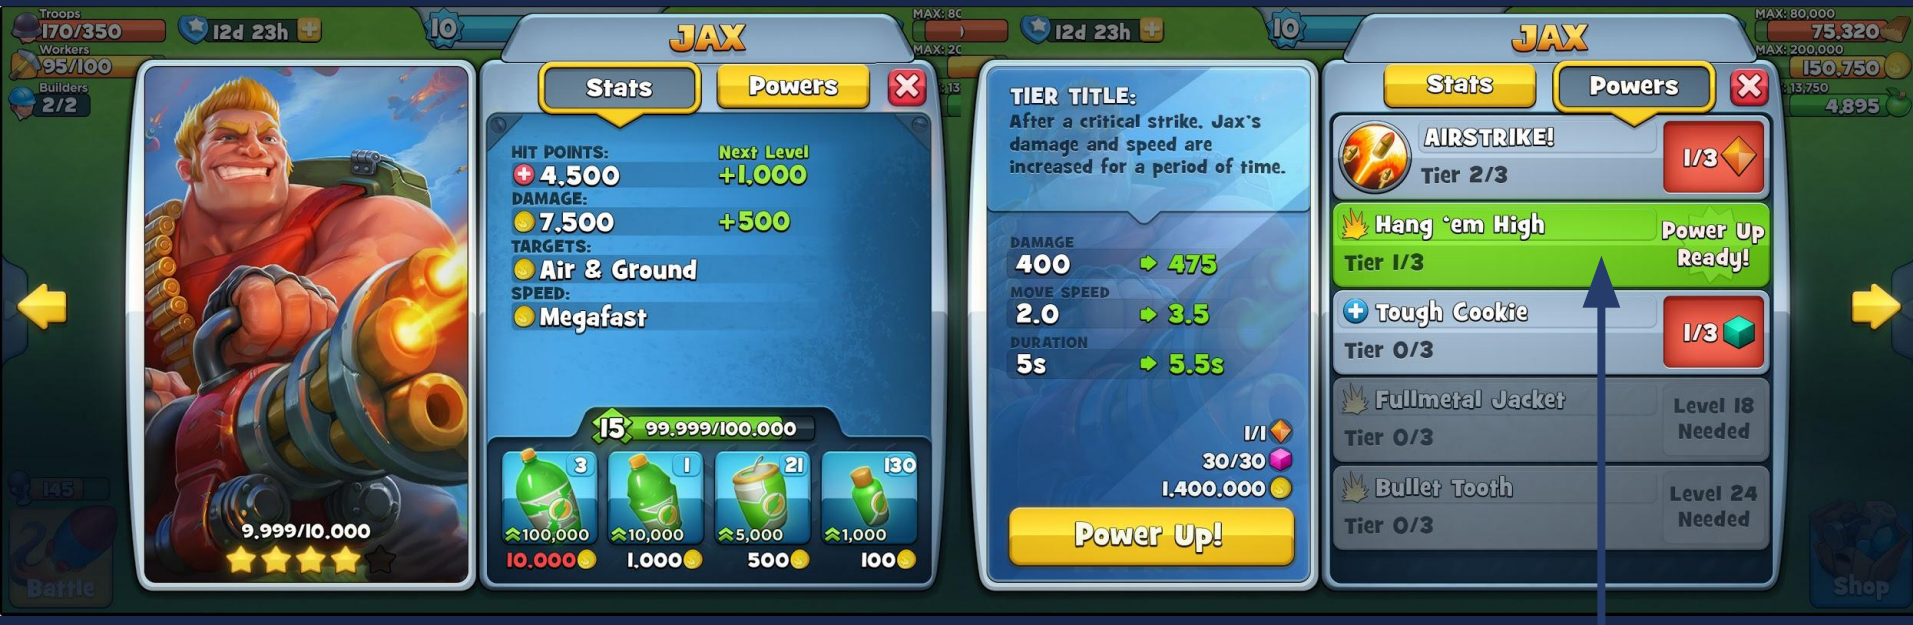 Troops
170/350
Workers
95/100
Builders
2/2
12d 23h
10
JAX
MAX: 80
MAX: 20
Stats
Powers
HIT POINTS:
Next Level
4,500
+1,000
DAMAGE:
7,500
+500
TARGETS:
Air & Ground
SPEED:
Megafast
15
99.999/100.000
3
1
21
130
100,000
10,000
5,000
1,000
10.000
1.000
500
100
9.999/10.000
145
Battle
12d 23h
10
JAX
MAX: 80,000
75,320
MAX: 200,000
150,750
13,750
4,895
Stats
Powers
TIER TITLE:
After a critical strike, Jax's
damage and speed are
increased for a period of time.
DAMAGE
400
475
MOVE SPEED
2.0
3.5
DURATION
5s
5.5s
1/1
30/30
1.400.000
Power Up!
AIRSTRIKE!
Tier 2/3
1/3
Hang 'em High
Tier 1/3
Power Up
Ready!
Tough Cookie
Tier 0/3
1/3
Fullmetal Jacket
Tier 0/3
Level 18
Needed
Bullet Tooth
Tier 0/3
Level 24
Needed
Shop